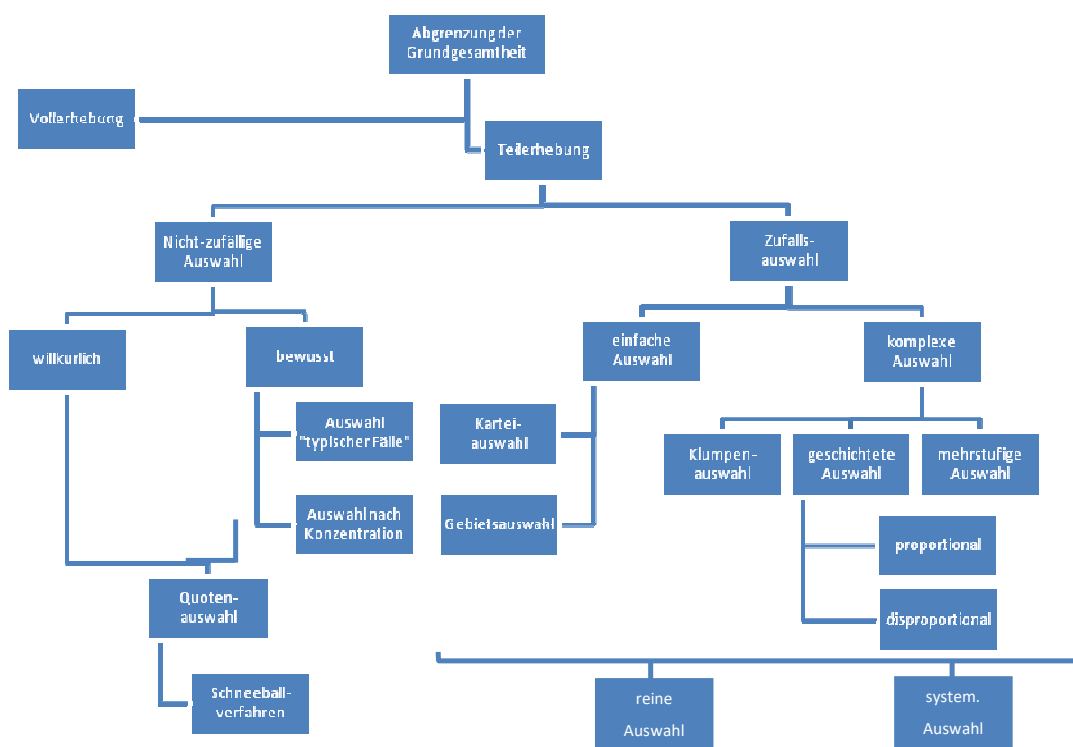 Abgrenzung der
Grundgesamtheit
Vollerhebung
Teilerhebung
Nicht-zufällige
Auswahl
Zufalls-
auswahl
willkürlich
bewusst
einfache
Auswahl
komplexe
Auswahl
Auswahl
"typischer Fälle"
Kartei-
auswahl
Klumpen-
auswahl
geschichtete
Auswahl
mehrstufige
Auswahl
Auswahl nach
Konzentration
Gebietsauswahl
proportional
Quoten-
auswahl
disproportional
Schneeball-
verfahren
reine
Auswahl
system.
Auswahl